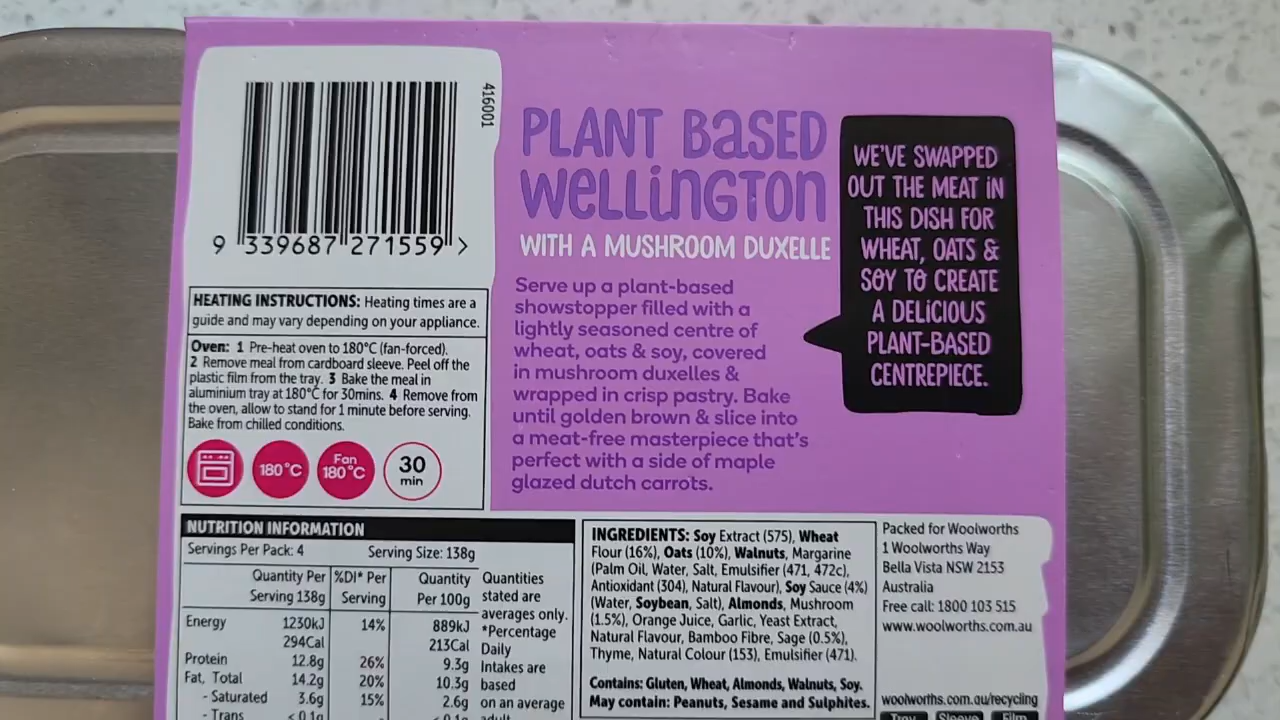 416001
9 339687 271559 >
PLANT BASED
WELLINGTON
WITH A MUSHROOM DUXELLE
Serve up a plant-based
showstopper filled with a
lightly seasoned centre of
wheat, oats & soy, covered
in mushroom duxelles &
wrapped in crisp pastry. Bake
until golden brown & slice into
a meat-free masterpiece that's
perfect with a side of maple
glazed dutch carrots.
WE'VE SWAPPED
OUT THE MEAT IN
THIS DISH FOR
WHEAT, OATS &
SOY TO CREATE
A DELICIOUS
PLANT-BASED
CENTREPIECE.
HEATING INSTRUCTIONS: Heating times are a
guide and may vary depending on your appliance.
Oven: 1 Pre-heat oven to 180°C (fan-forced).
2 Remove meal from cardboard sleeve. Peel off the
plastic film from the tray. 3 Bake the meal in
aluminium tray at 180°C for 30mins. 4 Remove from
the oven, allow to stand for 1 minute before serving.
Bake from chilled conditions.
180°C
Fan
180°C
30
min
NUTRITION INFORMATION
Servings Per Pack: 4 Serving Size: 138g
Quantity Per %DI* Per Quantity
Serving 138g Serving Per 100g
Energy 1230kJ 14% 889kJ
294Cal 213Cal
Protein 12.8g 26% 9.3g
Fat, Total 14.2g 20% 10.3g
- Saturated 3.6g 15% 2.6g
- Trans < 0.1g < 0.1g
Quantities
stated are
averages only.
*Percentage
Daily
Intakes are
based
on an average
adult
INGREDIENTS: Soy Extract (575), Wheat
Flour (16%), Oats (10%), Walnuts, Margarine
(Palm Oil, Water, Salt, Emulsifier (471, 472c),
Antioxidant (304), Natural Flavour), Soy Sauce (4%)
(Water, Soybean, Salt), Almonds, Mushroom
(1.5%), Orange Juice, Garlic, Yeast Extract,
Natural Flavour, Bamboo Fibre, Sage (0.5%),
Thyme, Natural Colour (153), Emulsifier (471).
Contains: Gluten, Wheat, Almonds, Walnuts, Soy.
May contain: Peanuts, Sesame and Sulphites.
Packed for Woolworths
1 Woolworths Way
Bella Vista NSW 2153
Australia
Free call: 1800 103 515
www.woolworths.com.au
woolworths.com.au/recycling
Tray Sleeve Film